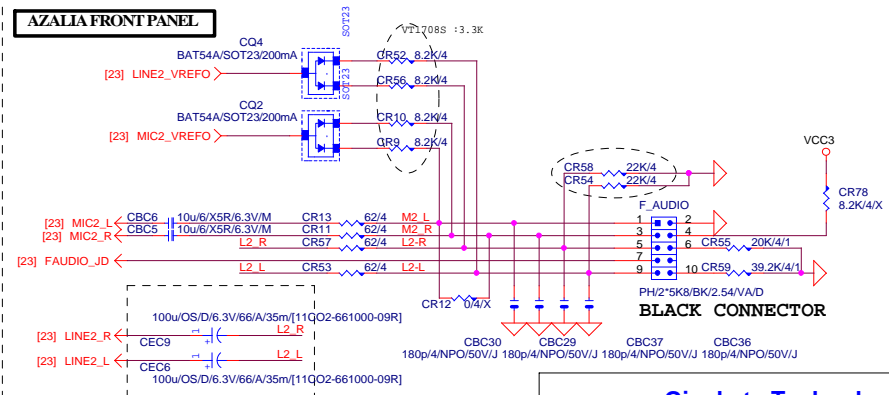 AZALIA FRONT PANEL
SOT23
VT1708S :3.3K
CQ4
BAT54A/SOT23/200mA
CR52 8.2K/4
[23] LINE2_VREFO
SOT23
CR56 8.2K/4
CQ2
BAT54A/SOT23/200mA
CR10 8.2K/4
[23] MIC2_VREFO
CR9 8.2K/4
VCC3
CR58 22K/4
CR54 22K/4
CR78
8.2K/4/X
F_AUDIO
[23] MIC2_L CBC6 10u/6/X5R/6.3V/M CR13 62/4 M2_L 1 2
[23] MIC2_R CBC5 10u/6/X5R/6.3V/M CR11 62/4 M2_R 3 4
L2_R CR57 62/4 L2-R 5 6 CR55 20K/4/1
[23] FAUDIO_JD 7
L2_L CR53 62/4 L2-L 9 10 CR59 39.2K/4/1
PH/2*5K8/BK/2.54/VA/D
CR12 0/4/X
BLACK CONNECTOR
100u/OS/D/6.3V/66/A/35m/[11CO2-661000-09R]
[23] LINE2_R 1 + L2_R
CEC9
[23] LINE2_L 1 + L2_L
CEC6
100u/OS/D/6.3V/66/A/35m/[11CO2-661000-09R]
CBC30 CBC29 CBC37 CBC36
180p/4/NPO/50V/J 180p/4/NPO/50V/J 180p/4/NPO/50V/J 180p/4/NPO/50V/J